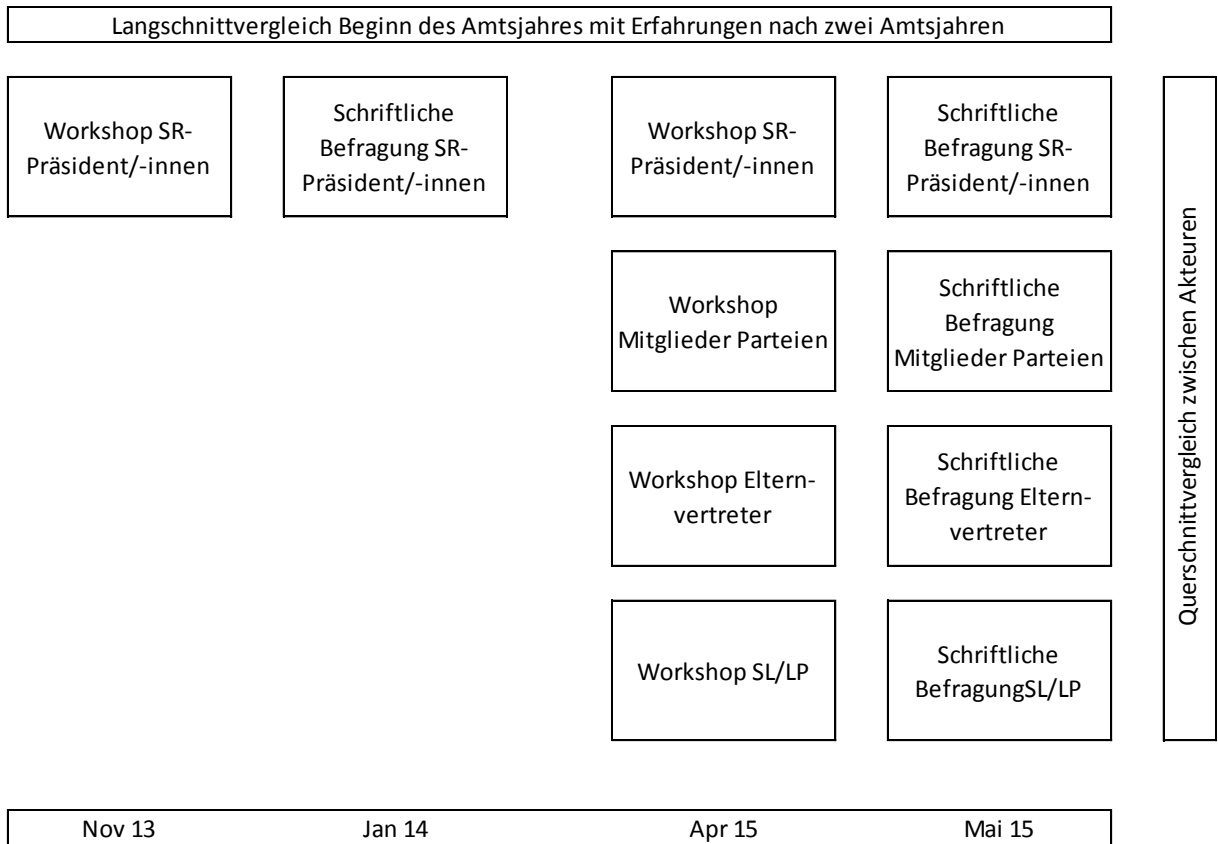 Langschnittvergleich Beginn des Amtsjahres mit Erfahrungen nach zwei Amtsjahren
Workshop SR-
Präsident/-innen
Schriftliche
Befragung SR-
Präsident/-innen
Workshop SR-
Präsident/-innen
Schriftliche
Befragung SR-
Präsident/-innen
Workshop
Mitglieder Parteien
Schriftliche
Befragung
Mitglieder Parteien
Workshop Eltern-
vertreter
Schriftliche
Befragung Eltern-
vertreter
Workshop SL/LP
Schriftliche
BefragungSL/LP
Querschnittvergleich zwischen Akteuren
Nov 13 Jan 14 Apr 15 Mai 15